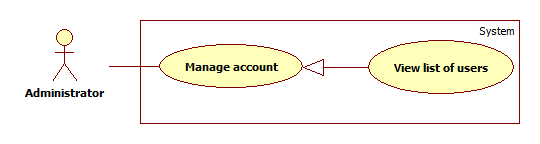 System
Manage account
View list of users
Administrator